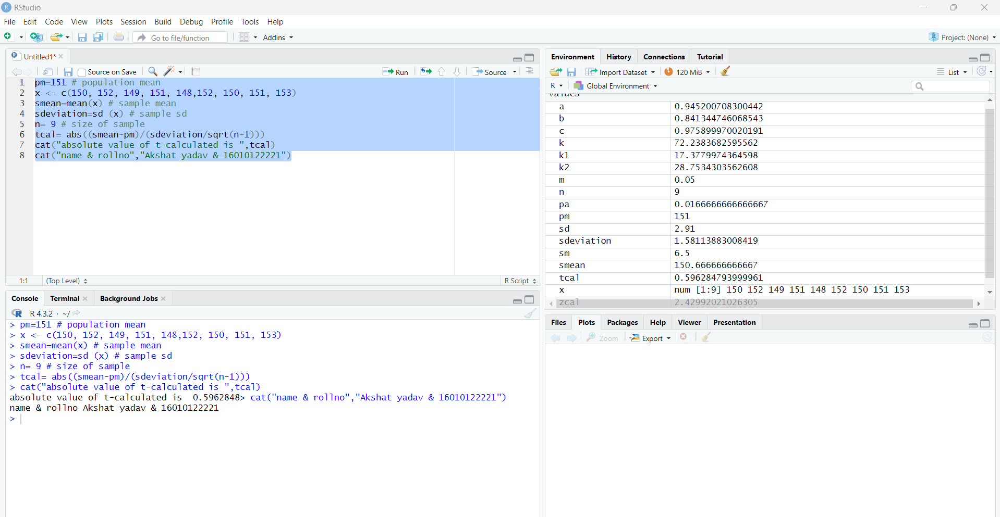 RStudio
File Edit Code View Plots Session Build Debug Profile Tools Help
Go to file/function Addins Project: (None)
Untitled1*
Source on Save Run Source
1 pm=151 # population mean
2 x <- c(150, 152, 149, 151, 148,152, 150, 151, 153)
3 smean=mean(x) # sample mean
4 sdeviation=sd (x) # sample sd
5 n= 9 # size of sample
6 tcal= abs((smean-pm)/(sdeviation/sqrt(n-1)))
7 cat("absolute value of t-calculated is ",tcal)
8 cat("name & rollno","Akshat yadav & 16010122221")
1:1 (Top Level) R Script
Console Terminal Background Jobs
R 4.3.2 · ~/
> pm=151 # population mean
> x <- c(150, 152, 149, 151, 148,152, 150, 151, 153)
> smean=mean(x) # sample mean
> sdeviation=sd (x) # sample sd
> n= 9 # size of sample
> tcal= abs((smean-pm)/(sdeviation/sqrt(n-1)))
> cat("absolute value of t-calculated is ",tcal)
absolute value of t-calculated is  0.5962848> cat("name & rollno","Akshat yadav & 16010122221")
name & rollno Akshat yadav & 16010122221
>
Environment History Connections Tutorial
Import Dataset 120 MiB List
R Global Environment
values
a 0.945200708300442
b 0.841344746068543
c 0.975899970020191
k 72.2383682595562
k1 17.3779974364598
k2 28.7534303562608
m 0.05
n 9
pa 0.0166666666666667
pm 151
sd 2.91
sdeviation 1.58113883008419
sm 6.5
smean 150.666666666667
tcal 0.596284793999961
x num [1:9] 150 152 149 151 148 152 150 151 153
zcal 2.42992021026305
Files Plots Packages Help Viewer Presentation
Zoom Export